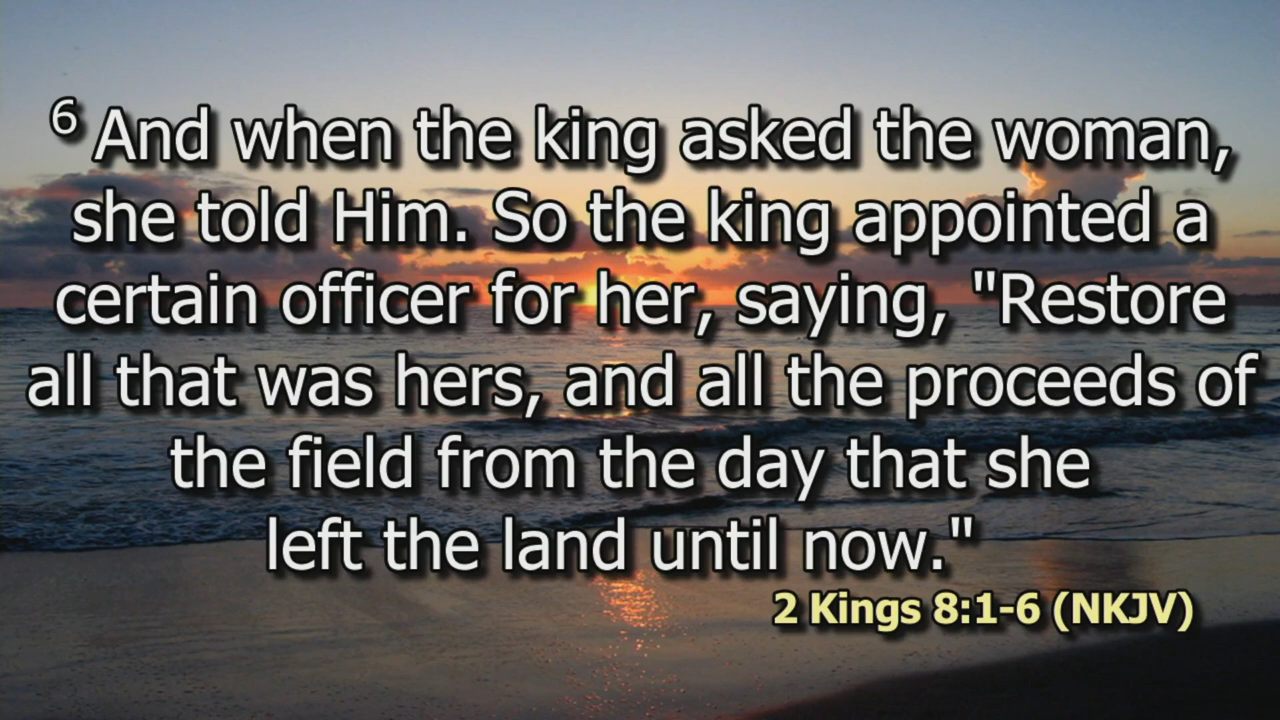 6 And when the king asked the woman,
she told Him. So the king appointed a
certain officer for her, saying, "Restore
all that was hers, and all the proceeds of
the field from the day that she
left the land until now."
2 Kings 8:1-6 (NKJV)